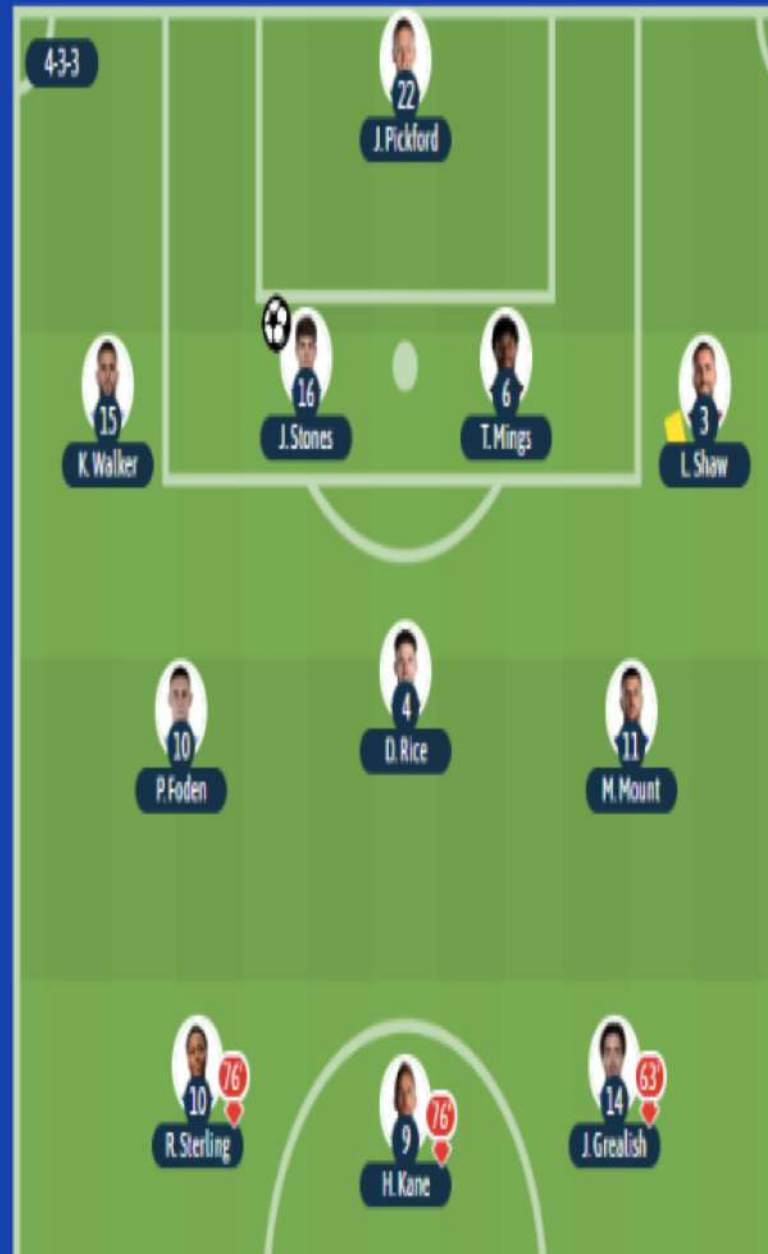 4-3-3
22
J. Pickford
15
K. Walker
16
J. Stones
6
T. Mings
3
L. Shaw
10
P. Foden
4
D. Rice
11
M. Mount
10
76'
R. Sterling
9
76'
H. Kane
14
63'
J. Grealish